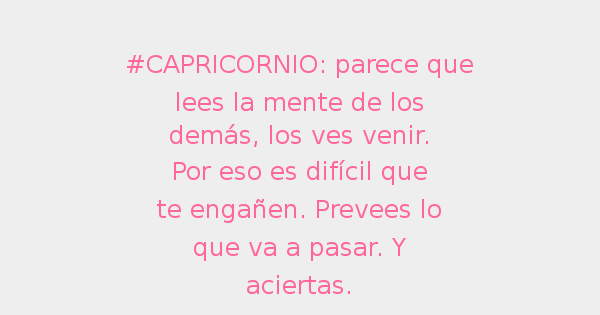 #CAPRICORNIO: parece que
lees la mente de los
demás, los ves venir.
Por eso es difícil que
te engañen. Prevees lo
que va a pasar. Y
aciertas.